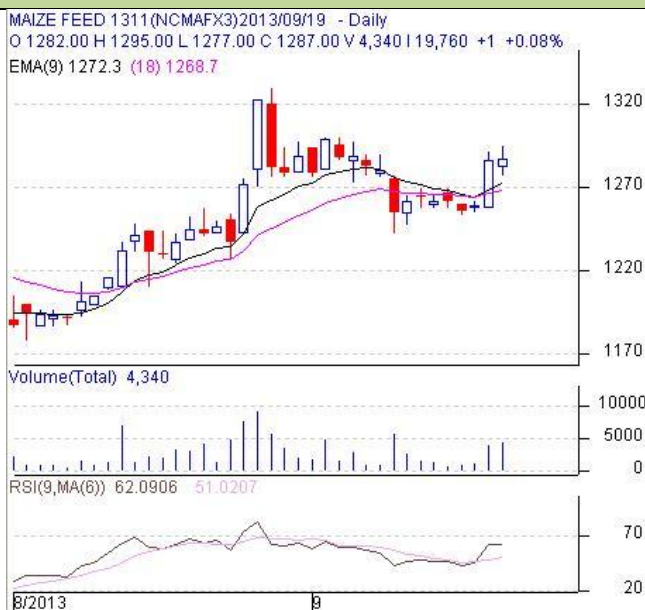 MAIZE FEED 1311(NCMAFX3)2013/09/19 - Daily
O 1282.00 H 1295.00 L 1277.00 C 1287.00 V 4,340 I 19,760 +1 +0.08%
EMA(9) 1272.3 (18) 1268.7
1320
1270
1220
1170
Volume(Total) 4,340
10000
5000
0
RSI(9,MA(6)) 62.0906 51.0207
70
20
8/2013 9